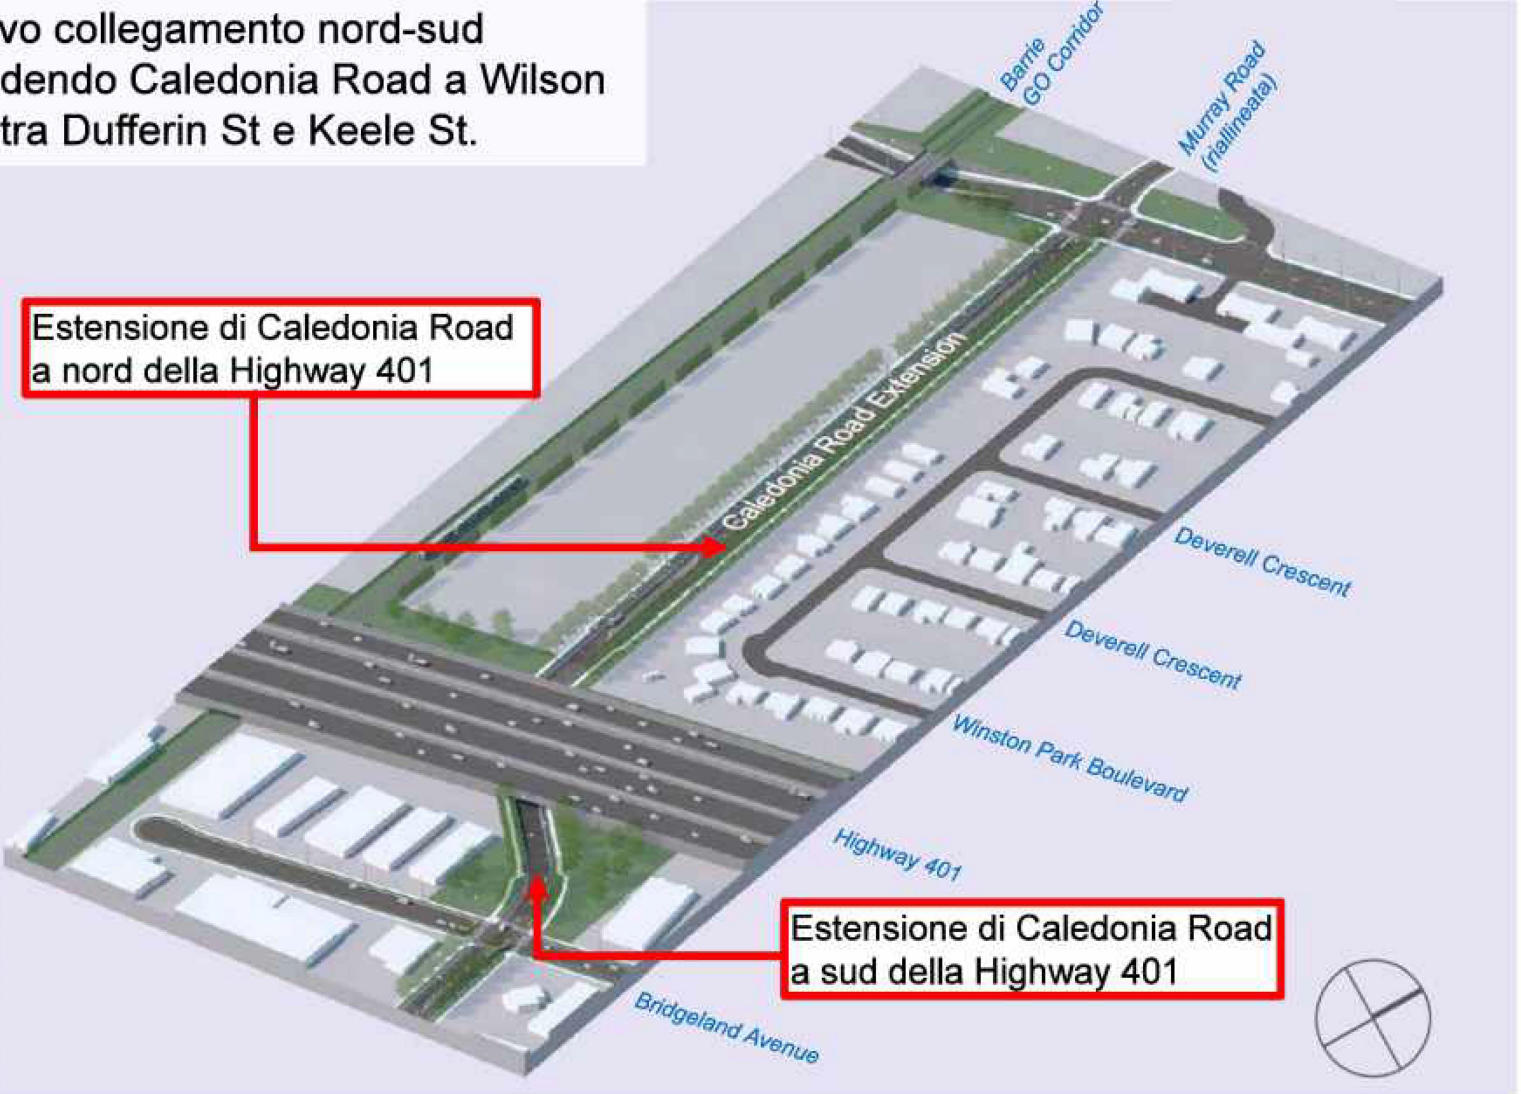 vo collegamento nord-sud
dendo Caledonia Road a Wilson
tra Dufferin St e Keele St.
Barrie
GO Corridor
Murray Road
(riallineata)
Estensione di Caledonia Road
a nord della Highway 401
Caledonia Road Extension
Deverell Crescent
Deverell Crescent
Winston Park Boulevard
Highway 401
Estensione di Caledonia Road
a sud della Highway 401
Bridgeland Avenue